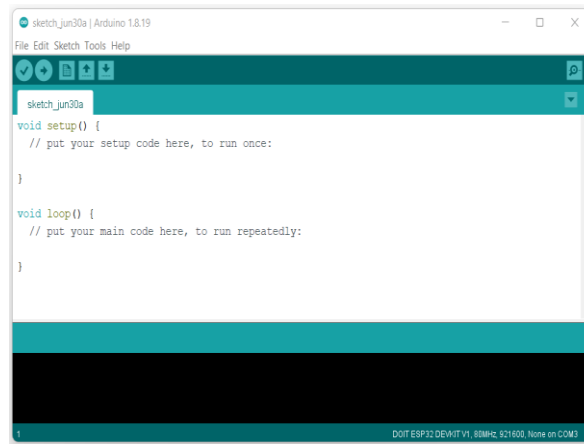 sketch_jun30a | Arduino 1.8.19
File Edit Sketch Tools Help
sketch_jun30a
void setup() {
// put your setup code here, to run once:
}
void loop() {
// put your main code here, to run repeatedly:
}
1
DOIT ESP32 DEVKIT V1, 80MHz, 921600, None on COM3